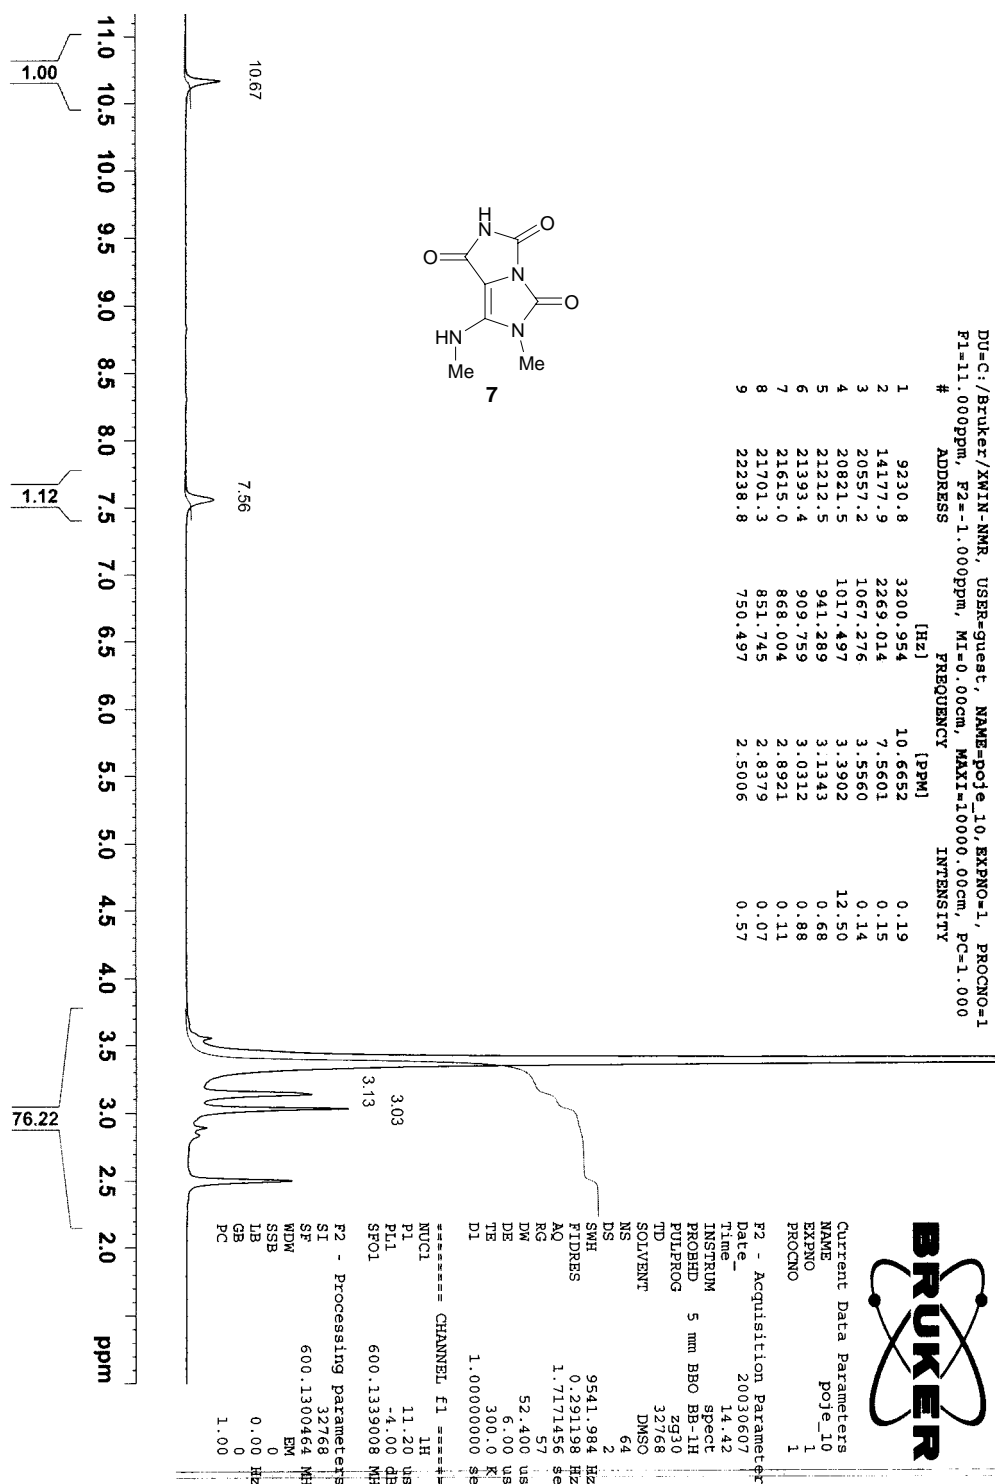 DU=C:/Bruker/XWIN-NMR, USER=guest, NAME=poje_10, EXPNO=1, PROCNO=1
F1=11.000ppm, F2=-1.000ppm, MI=0.00cm, MAXI=10000.00cm, PC=1.000
# ADDRESS FREQUENCY INTENSITY
[Hz] [PPM]
1 9230.8 3200.954 10.6652 0.19
2 14177.9 2269.014 7.5601 0.15
3 20557.2 1067.276 3.5560 0.14
4 20821.5 1017.497 3.3902 12.50
5 21212.5 941.289 3.1343 0.68
6 21393.4 909.759 3.0312 0.88
7 21615.0 868.004 2.8921 0.11
8 21701.3 851.745 2.8379 0.07
9 22238.8 750.497 2.5006 0.57
BRUKER
Current Data Parameters
NAME poje_10
EXPNO 1
PROCNO 1
F2 - Acquisition Parameter
Date_ 20030607
Time 14.42
INSTRUM spect
PROBHD 5 mm BBO BB-1H
PULPROG zg30
TD 32768
SOLVENT DMSO
NS 64
DS 2
SWH 9541.984 Hz
FIDRES 0.291198 Hz
AQ 1.7171456 se
RG 57
DW 52.400 us
DE 6.00 us
TE 300.0 K
D1 1.00000000 se
======== CHANNEL f1 ======
NUC1 1H
P1 11.20 us
PL1 -4.00 dB
SFO1 600.1339008 MH
F2 - Processing parameters
SI 32768
SF 600.1300464 MH
WDW EM
SSB 0
LB 0.00 Hz
GB 0
PC 1.00
H
N
O
O
N
O
HN
N
Me
Me
7
10.67
7.56
3.13
3.03
11.0 10.5 10.0 9.5 9.0 8.5 8.0 7.5 7.0 6.5 6.0 5.5 5.0 4.5 4.0 3.5 3.0 2.5 2.0 ppm
1.00
1.12
76.22